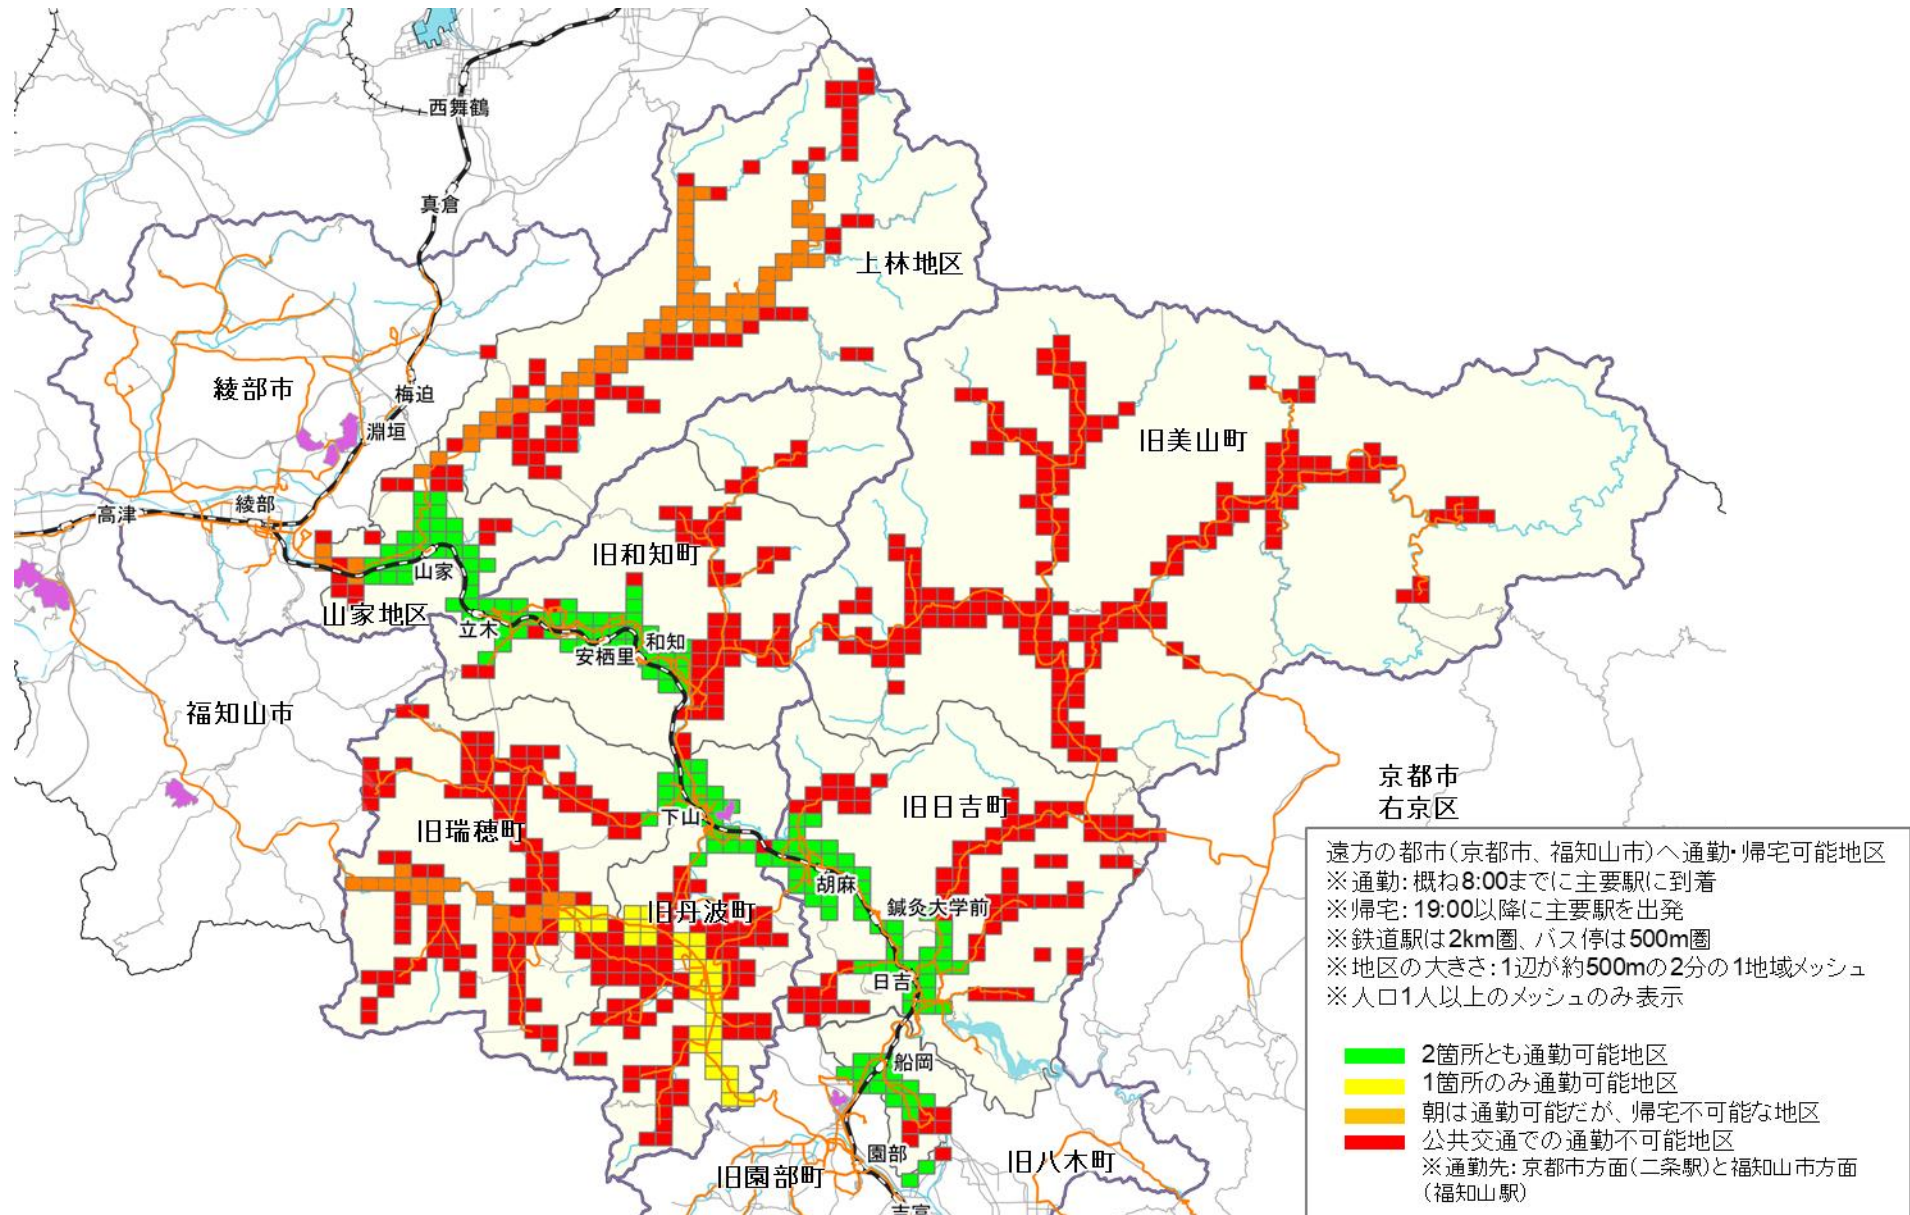 西舞鶴
真倉
上林地区
綾部市
梅迫
淵垣
旧美山町
綾部
高津
旧和知町
山家
山家地区
立木
和知
安栖里
福知山市
京都市
右京区
旧日吉町
下山
旧瑞穂町
胡麻
旧丹波町
鍼灸大学前
日吉
船岡
園部
旧八木町
旧園部町
吉富
遠方の都市(京都市、福知山市)へ通勤・帰宅可能地区
※通勤:概ね8:00までに主要駅に到着
※帰宅:19:00以降に主要駅を出発
※鉄道駅は2km圏、バス停は500m圏
※地区の大きさ:1辺が約500mの2分の1地域メッシュ
※人口1人以上のメッシュのみ表示
2箇所とも通勤可能地区
1箇所のみ通勤可能地区
朝は通勤可能だが、帰宅不可能な地区
公共交通での通勤不可能地区
※通勤先:京都市方面(二条駅)と福知山市方面
(福知山駅)